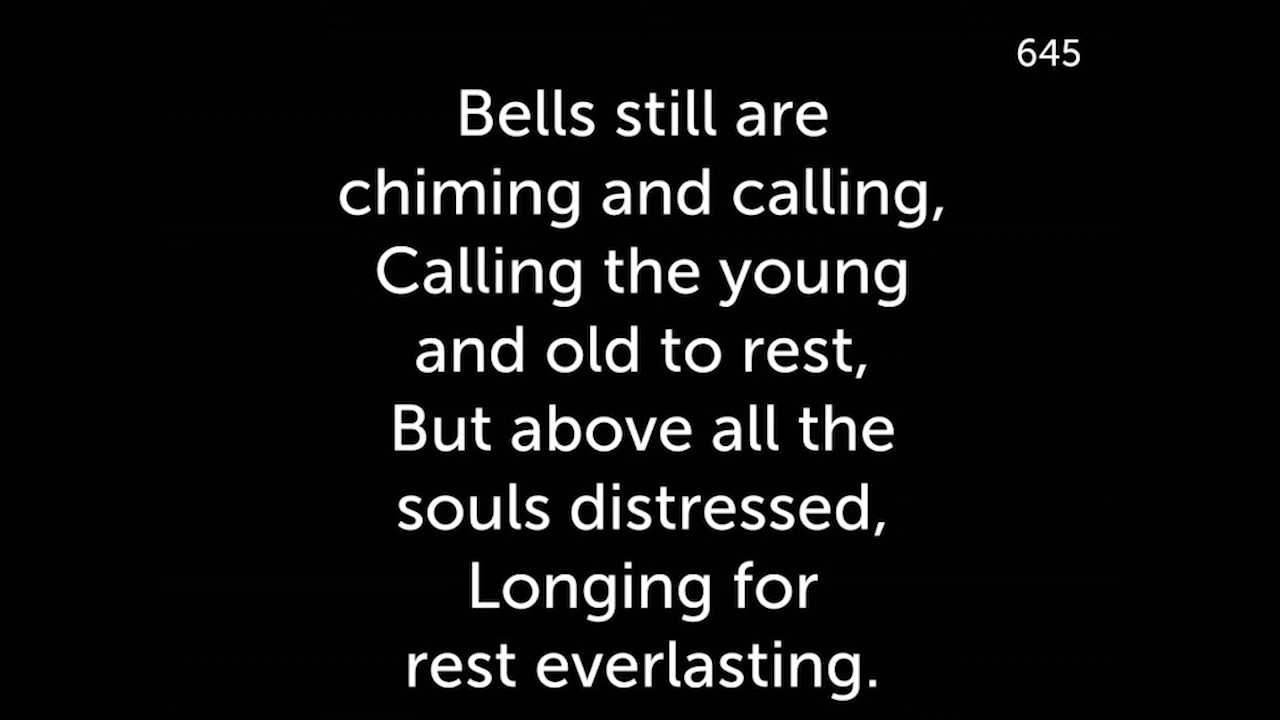 645
Bells still are
chiming and calling,
Calling the young
and old to rest,
But above all the
souls distressed,
Longing for
rest everlasting.